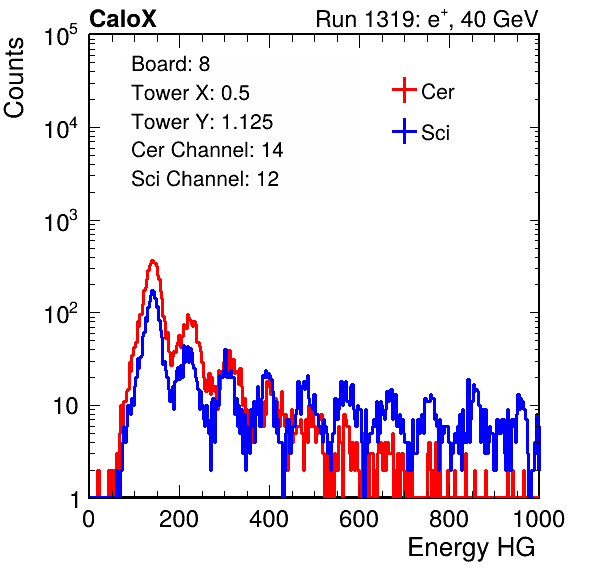 CaloX Run 1319: e⁺, 40 GeV
Counts
Board: 8
Tower X: 0.5
Tower Y: 1.125
Cer Channel: 14
Sci Channel: 12
Cer
Sci
10⁵
10⁴
10³
10²
10
1
0 200 400 600 800 1000
Energy HG